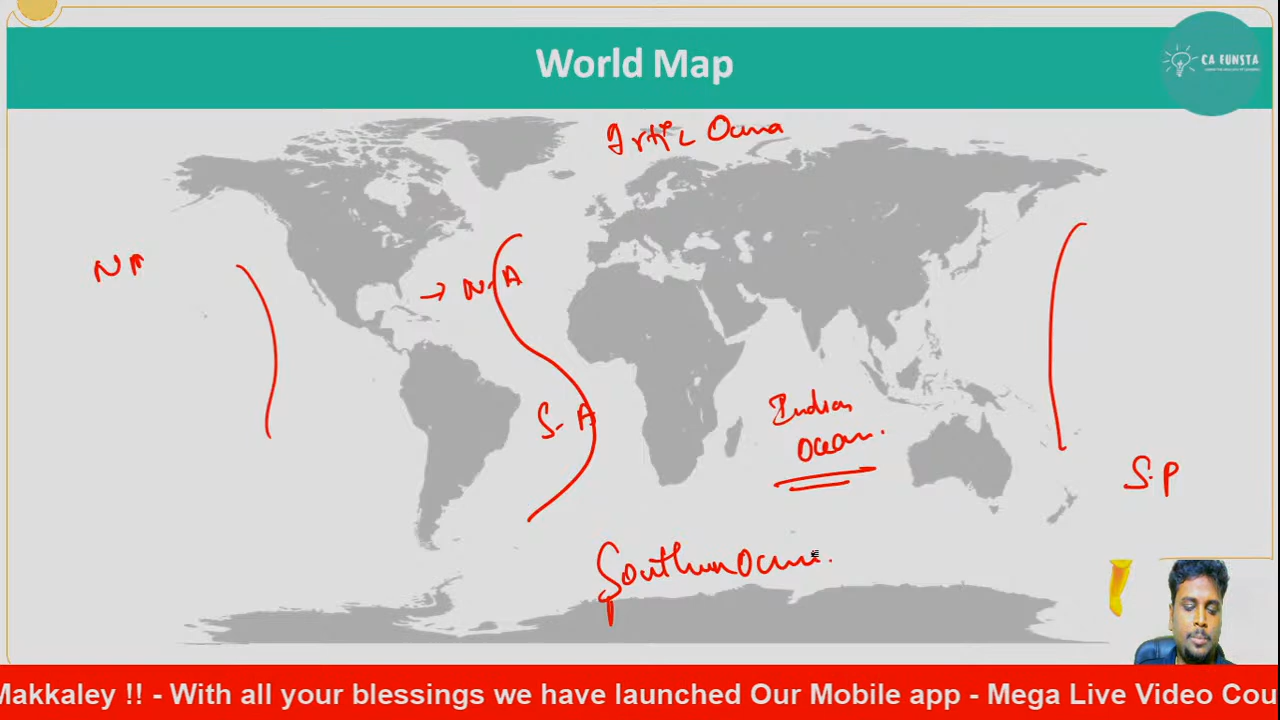 World Map
CA FUNSTA
Artic Ocean
N P
→ N. A
S- A
Indian
Ocean.
S. P
Southern Ocean.
Makkaley !! - With all your blessings we have launched Our Mobile app - Mega Live Video Cou